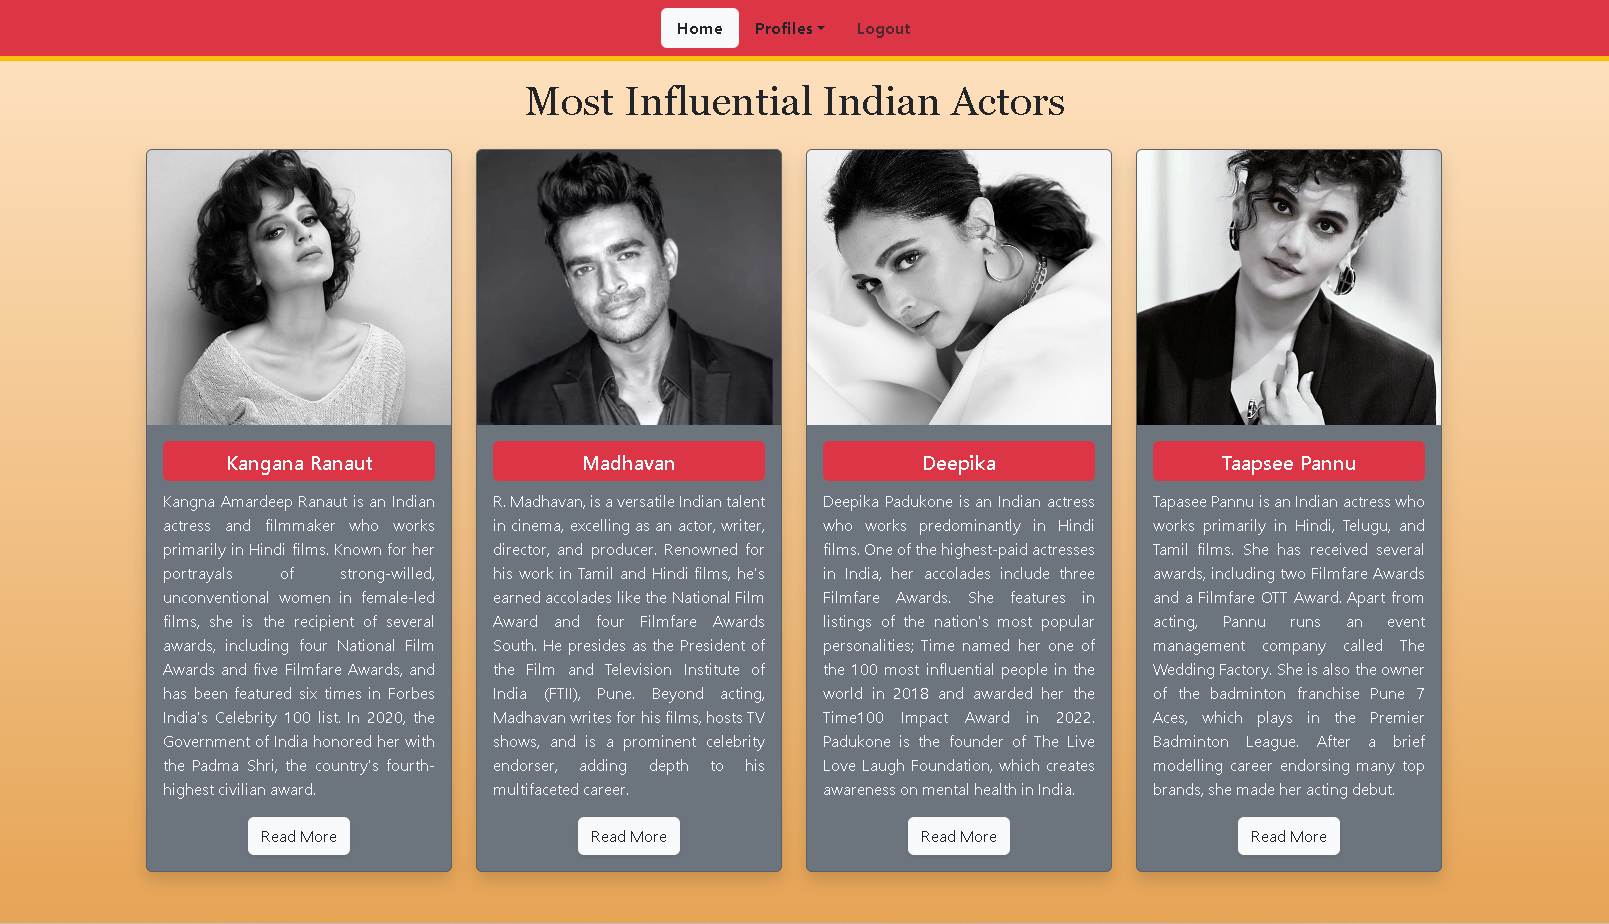 Home Profiles Logout
Most Influential Indian Actors
Kangana Ranaut
Kangna Amardeep Ranaut is an Indian
actress and filmmaker who works
primarily in Hindi films. Known for her
portrayals of strong-willed,
unconventional women in female-led
films, she is the recipient of several
awards, including four National Film
Awards and five Filmfare Awards, and
has been featured six times in Forbes
India's Celebrity 100 list. In 2020, the
Government of India honored her with
the Padma Shri, the country's fourth-
highest civilian award.
Read More
Madhavan
R. Madhavan, is a versatile Indian talent
in cinema, excelling as an actor, writer,
director, and producer. Renowned for
his work in Tamil and Hindi films, he's
earned accolades like the National Film
Award and four Filmfare Awards
South. He presides as the President of
the Film and Television Institute of
India (FTII), Pune. Beyond acting,
Madhavan writes for his films, hosts TV
shows, and is a prominent celebrity
endorser, adding depth to his
multifaceted career.
Read More
Deepika
Deepika Padukone is an Indian actress
who works predominantly in Hindi
films. One of the highest-paid actresses
in India, her accolades include three
Filmfare Awards. She features in
listings of the nation's most popular
personalities; Time named her one of
the 100 most influential people in the
world in 2018 and awarded her the
Time100 Impact Award in 2022.
Padukone is the founder of The Live
Love Laugh Foundation, which creates
awareness on mental health in India.
Read More
Taapsee Pannu
Tapasee Pannu is an Indian actress who
works primarily in Hindi, Telugu, and
Tamil films. She has received several
awards, including two Filmfare Awards
and a Filmfare OTT Award. Apart from
acting, Pannu runs an event
management company called The
Wedding Factory. She is also the owner
of the badminton franchise Pune 7
Aces, which plays in the Premier
Badminton League. After a brief
modelling career endorsing many top
brands, she made her acting debut.
Read More